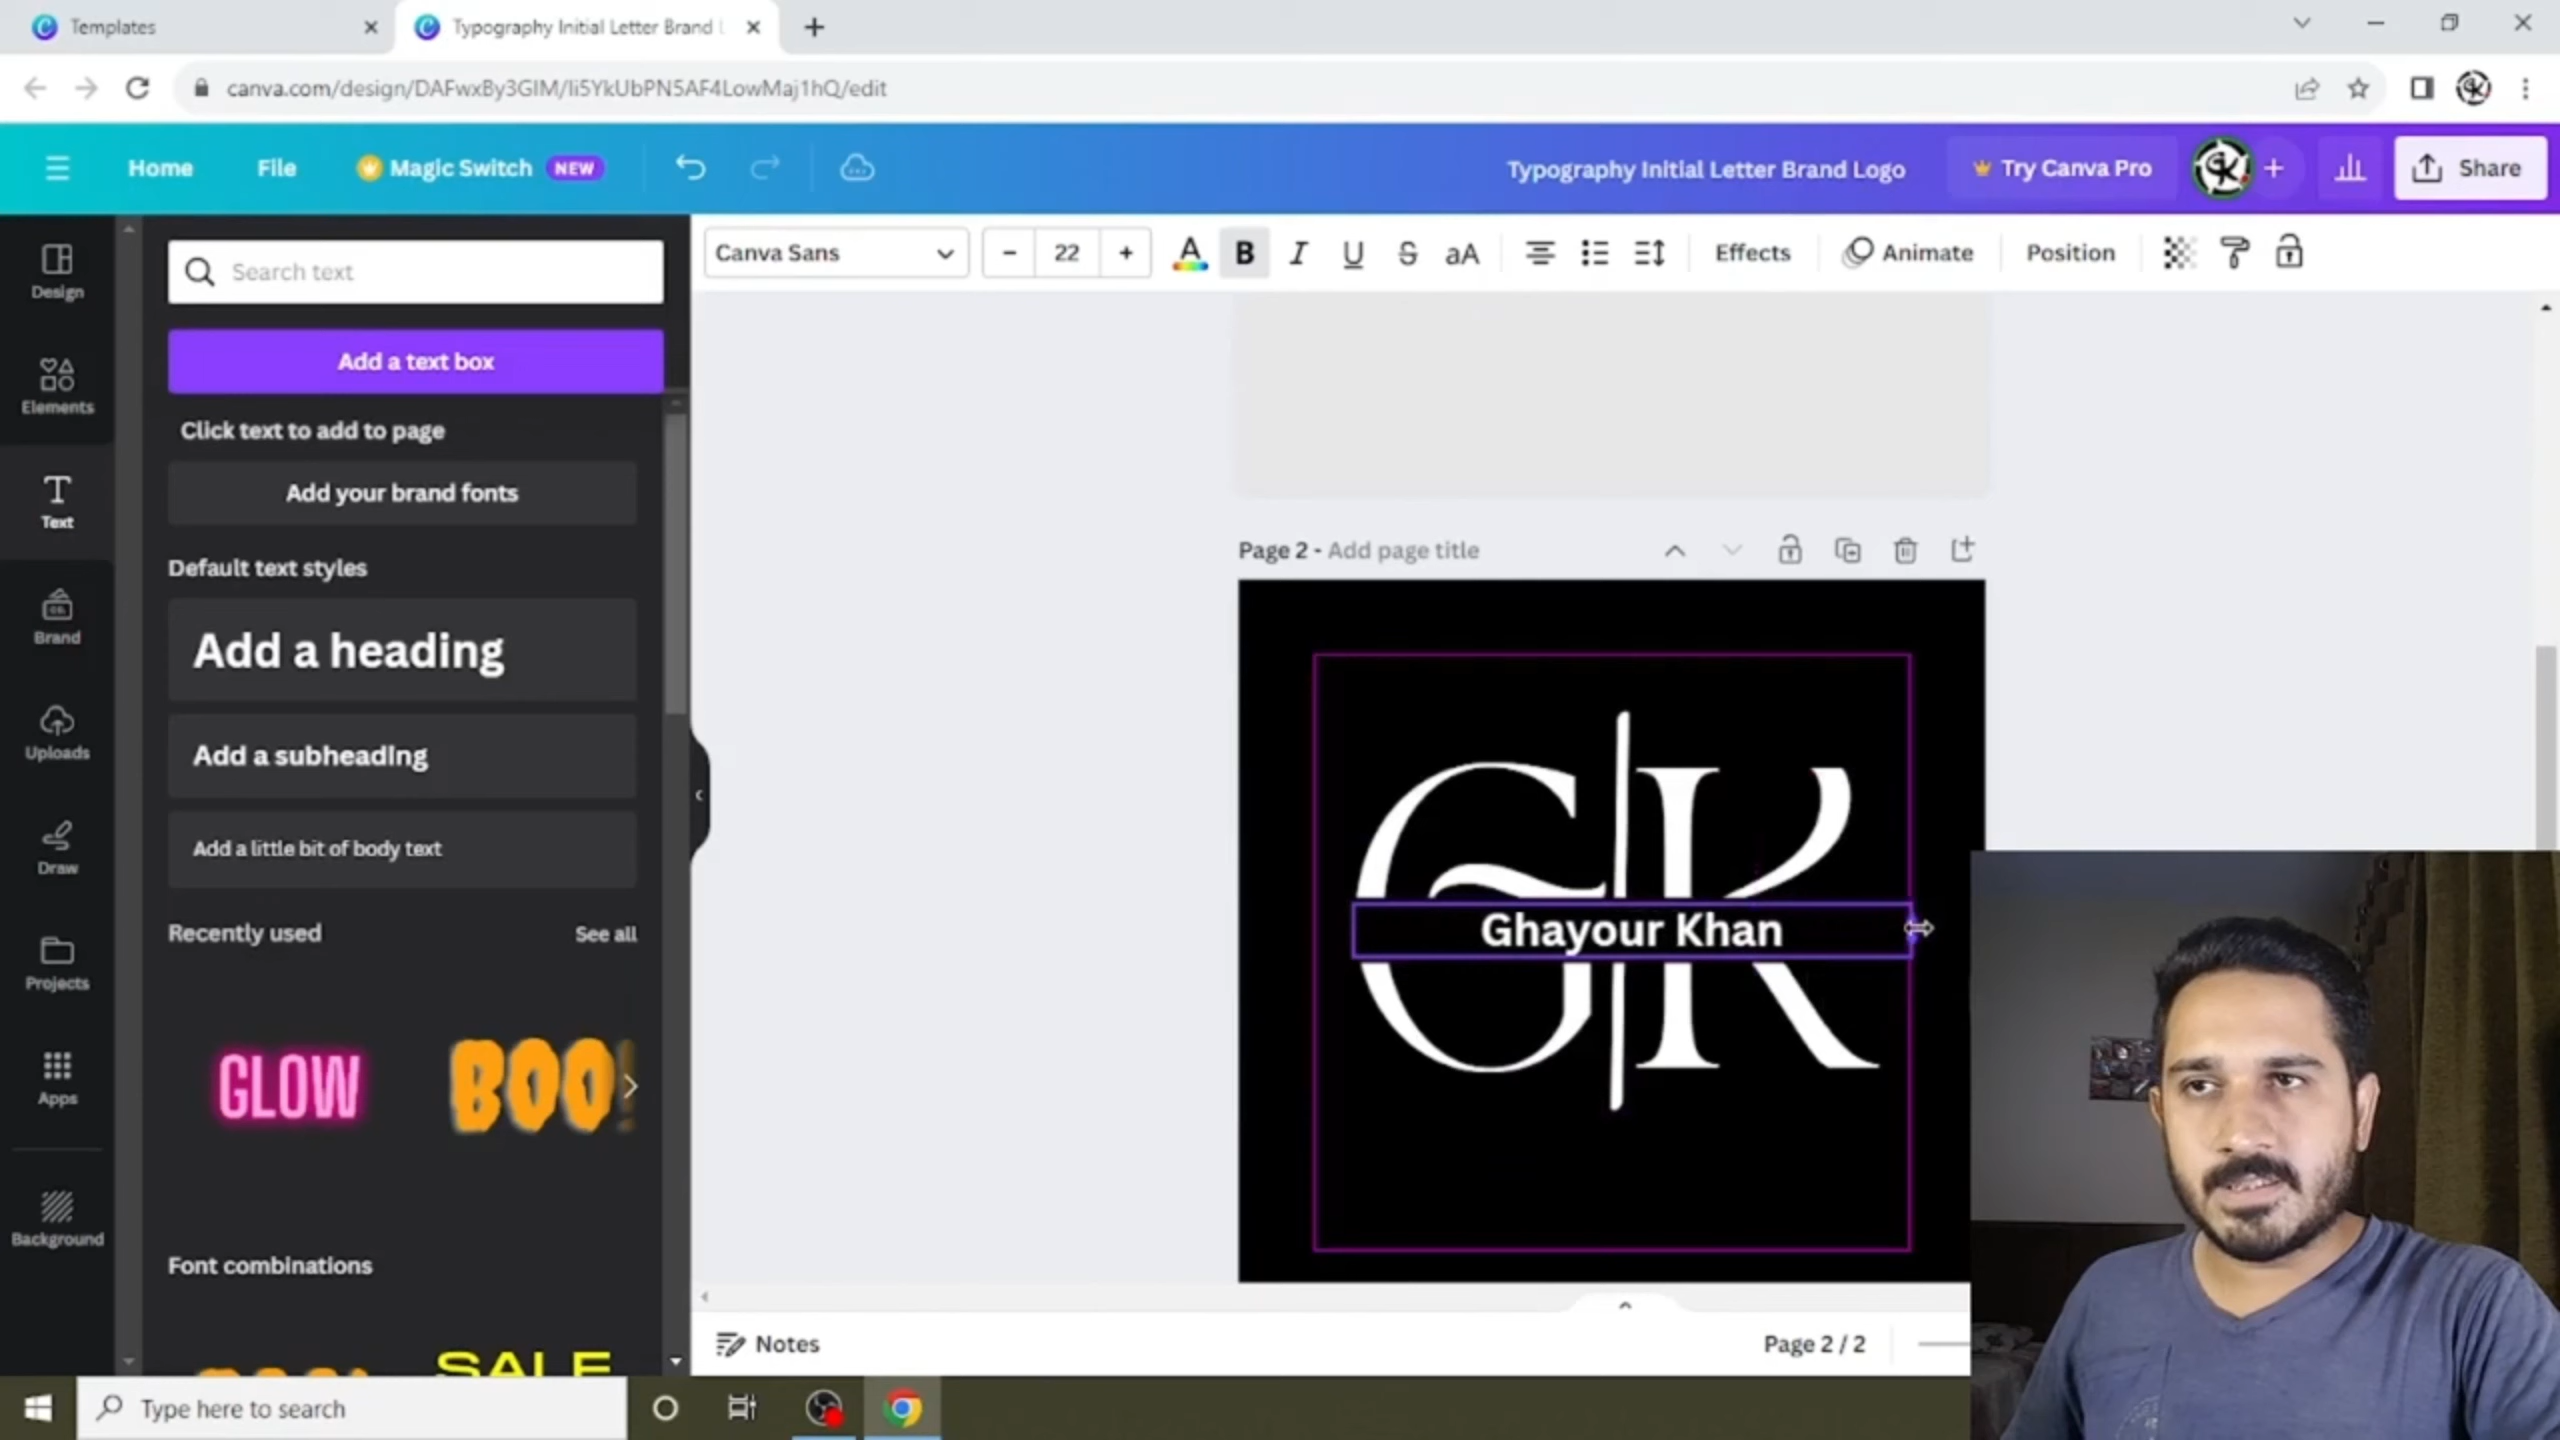 Templates
Typography Initial Letter Brand L
canva.com/design/DAFwxBy3GIM/Ii5YkUbPN5AF4LowMaj1hQ/edit
Home File Magic Switch NEW Typography Initial Letter Brand Logo Try Canva Pro Share
Canva Sans 22 A B I U S aA Effects Animate Position
Search text
Design
Add a text box
Elements
Click text to add to page
Add your brand fonts
Text
Default text styles
Page 2 - Add page title
Brand
Add a heading
Uploads
Add a subheading
Draw
Add a little bit of body text
GK
Ghayour Khan
Recently used See all
Projects
GLOW BOO!
Apps
Background
Font combinations
SALE
Notes Page 2 / 2
Type here to search